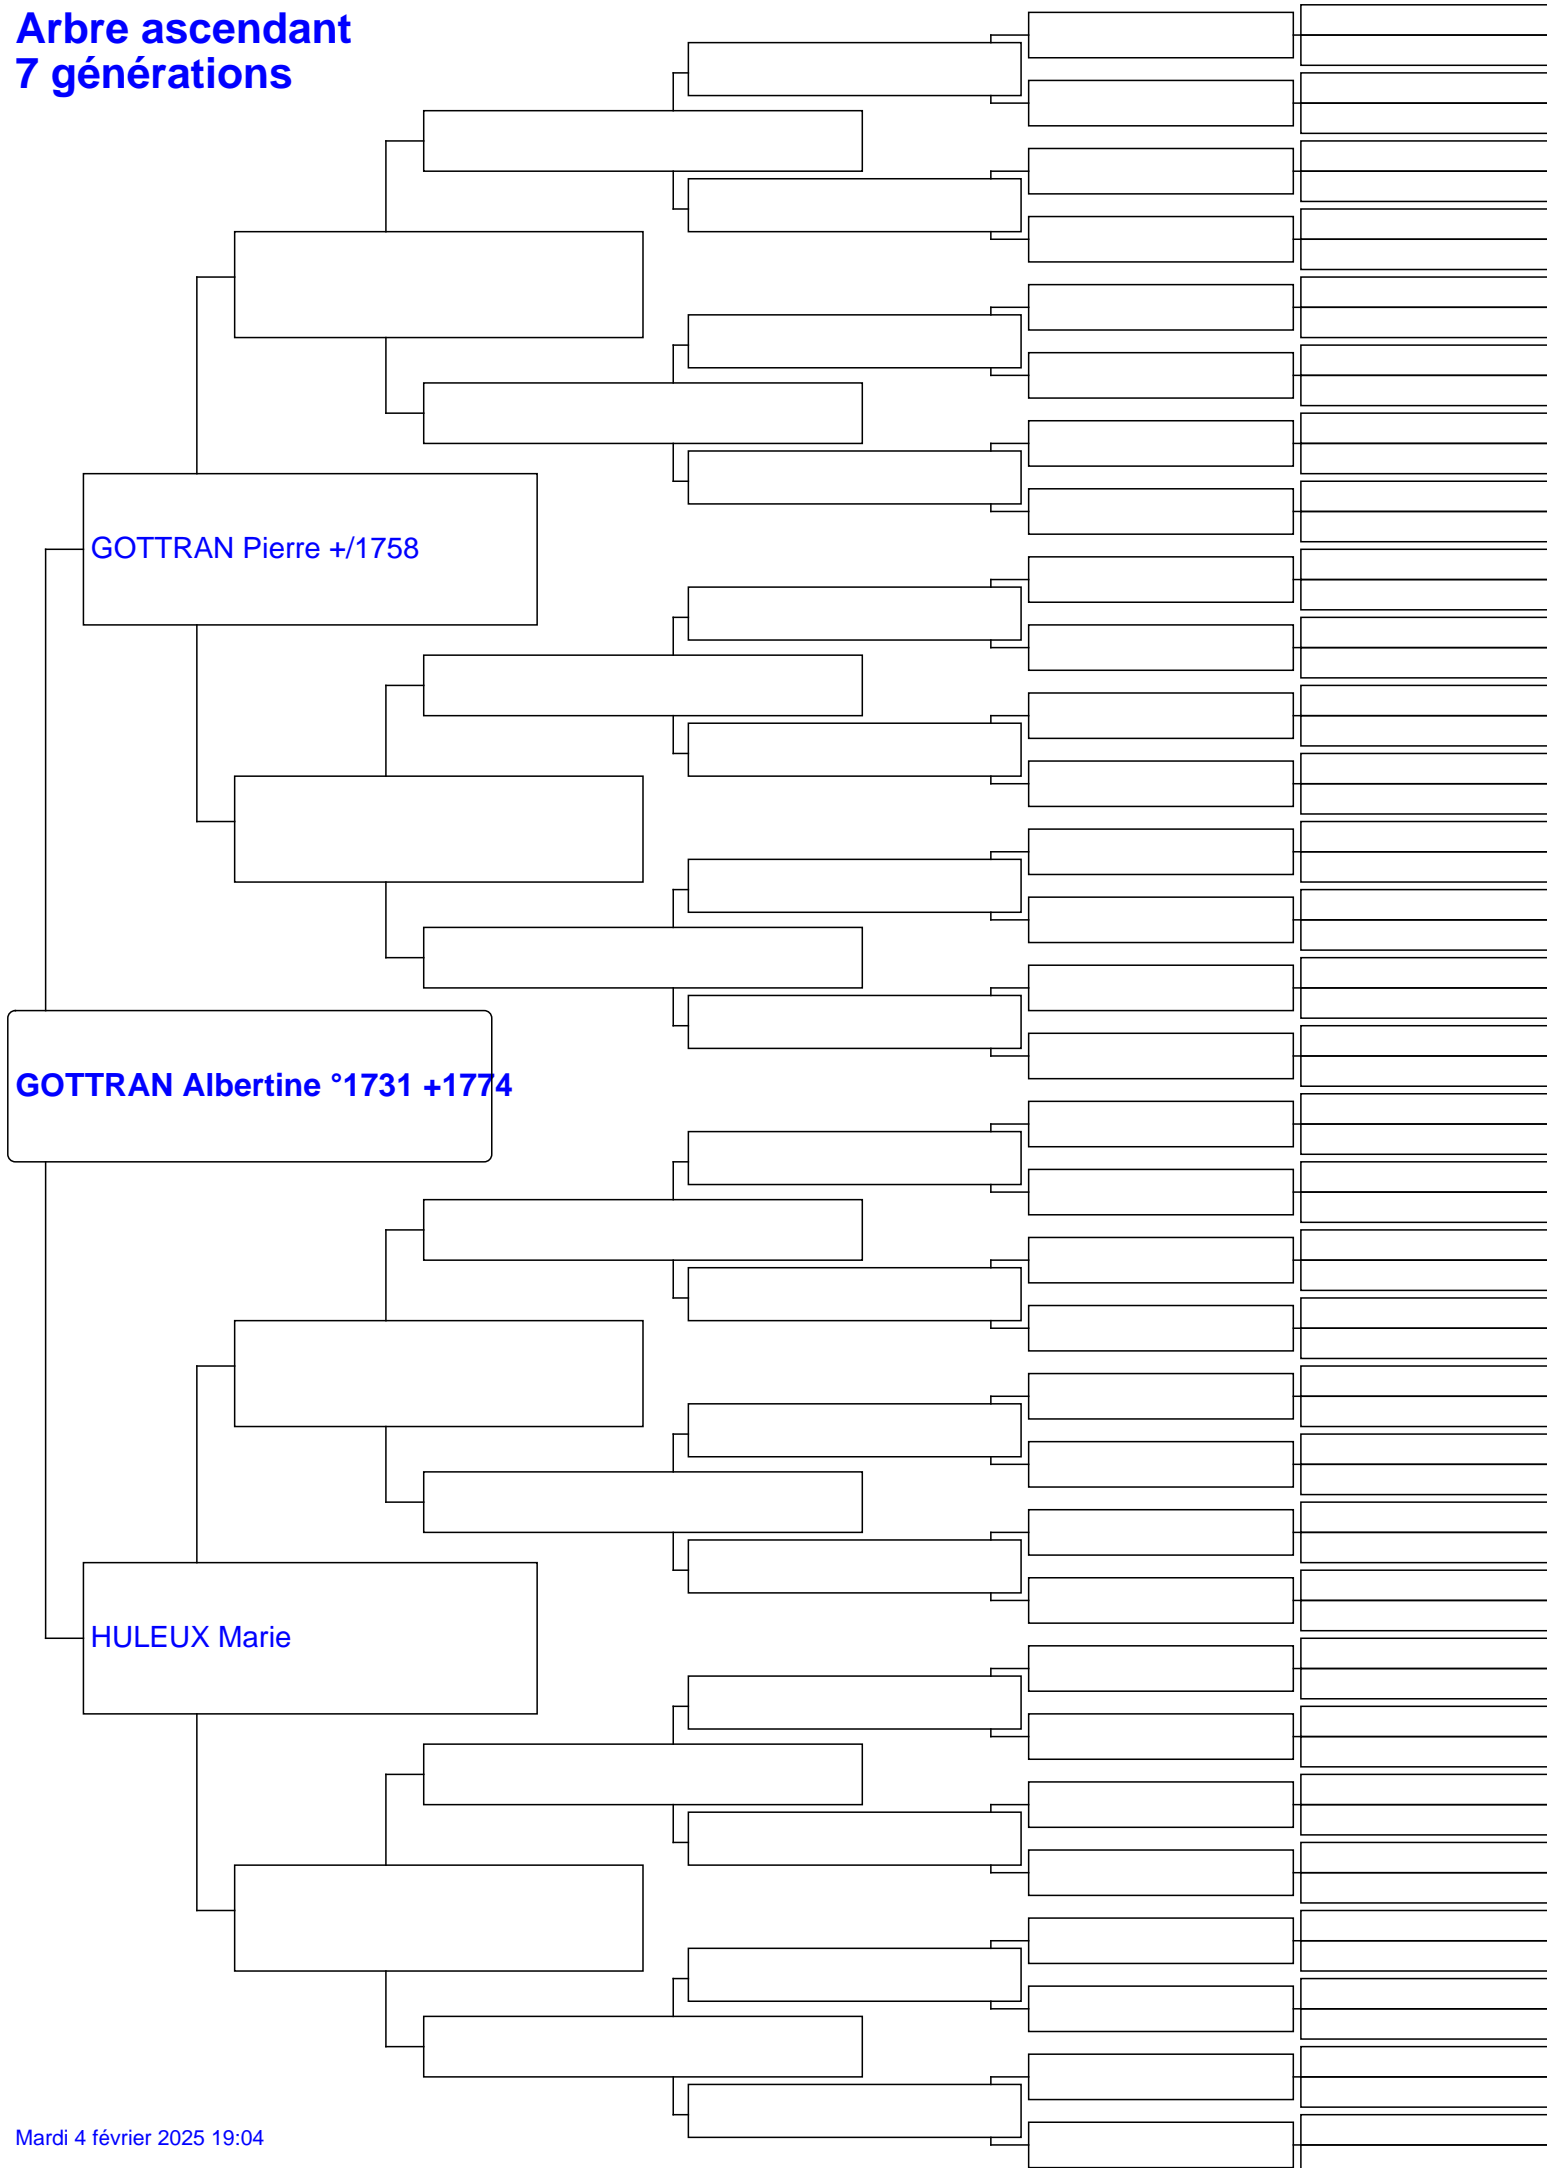 Arbre ascendant
7 générations
GOTTRAN Pierre +/1758
GOTTRAN Albertine °1731 +1774
HULEUX Marie
Mardi 4 février 2025 19:04